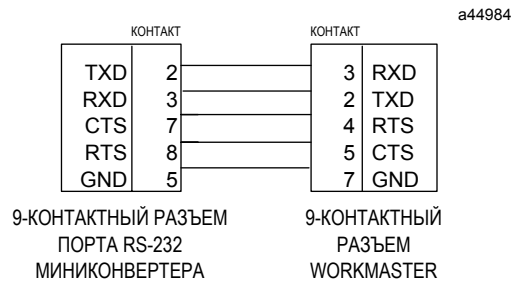 a44984
КОНТАКТ КОНТАКТ
TXD 2 3 RXD
RXD 3 2 TXD
CTS 7 4 RTS
RTS 8 5 CTS
GND 5 7 GND
9-КОНТАКТНЫЙ РАЗЪЕМ 9-КОНТАКТНЫЙ
ПОРТА RS-232 РАЗЪЕМ
МИНИКОНВЕРТЕРА WORKMASTER